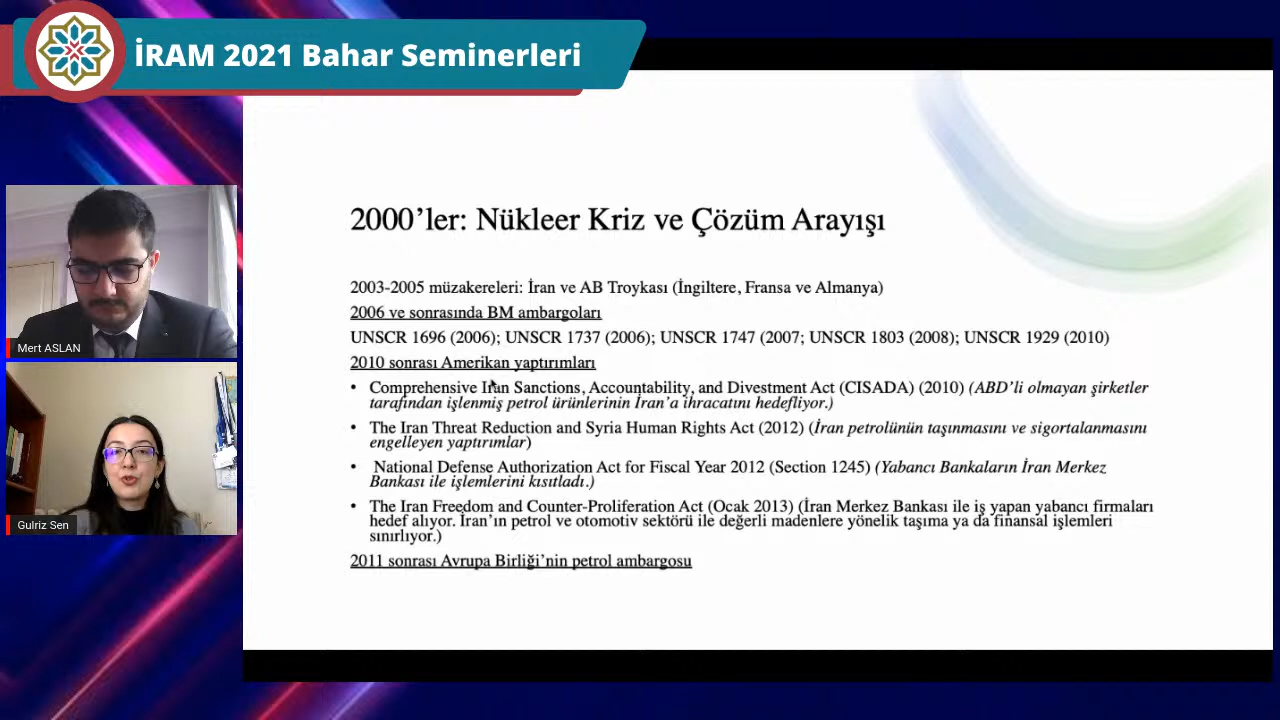 İRAM 2021 Bahar Seminerleri
Mert ASLAN
Gulriz Sen
2000’ler: Nükleer Kriz ve Çözüm Arayışı
2003-2005 müzakereleri: İran ve AB Troykası (İngiltere, Fransa ve Almanya)
2006 ve sonrasında BM ambargoları
UNSCR 1696 (2006); UNSCR 1737 (2006); UNSCR 1747 (2007; UNSCR 1803 (2008); UNSCR 1929 (2010)
2010 sonrası Amerikan yaptırımları
• Comprehensive Iran Sanctions, Accountability, and Divestment Act (CISADA) (2010) (ABD’li olmayan şirketler
tarafından işlenmiş petrol ürünlerinin İran’a ihracatını hedefliyor.)
• The Iran Threat Reduction and Syria Human Rights Act (2012) (İran petrolünün taşınmasını ve sigortalanmasını
engelleyen yaptırımlar)
• National Defense Authorization Act for Fiscal Year 2012 (Section 1245) (Yabancı Bankaların İran Merkez
Bankası ile işlemlerini kısıtladı.)
• The Iran Freedom and Counter-Proliferation Act (Ocak 2013) (İran Merkez Bankası ile iş yapan yabancı firmaları
hedef alıyor. İran’ın petrol ve otomotiv sektörü ile değerli madenlere yönelik taşıma ya da finansal işlemleri
sınırlıyor.)
2011 sonrası Avrupa Birliği’nin petrol ambargosu